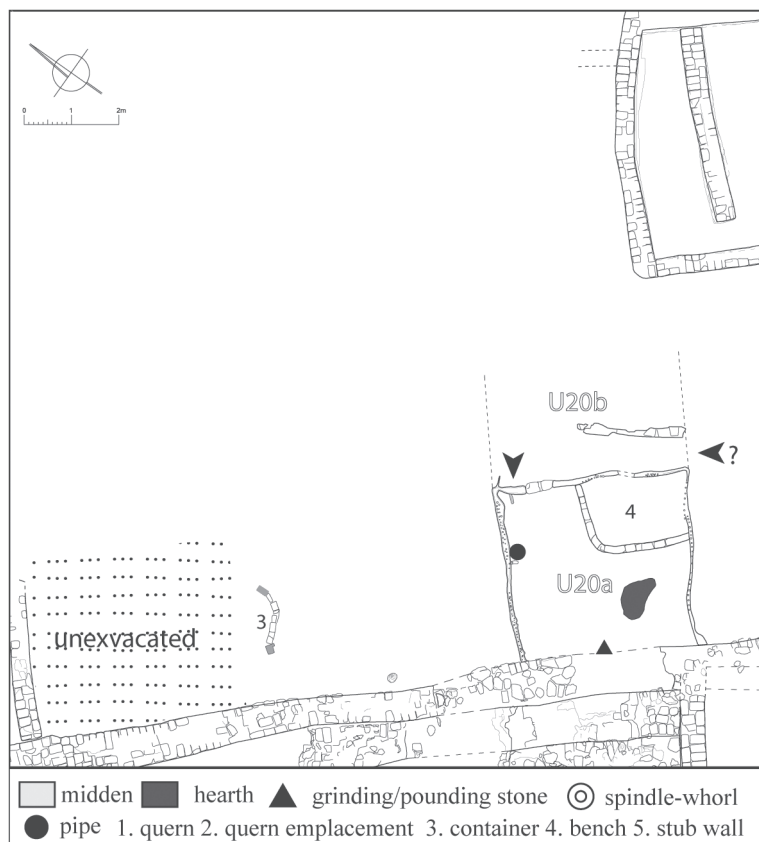 0 1 2m
U20b
?
4
U20a
3
unexvacated
midden hearth grinding/pounding stone spindle-whorl
pipe 1. quern 2. quern emplacement 3. container 4. bench 5. stub wall